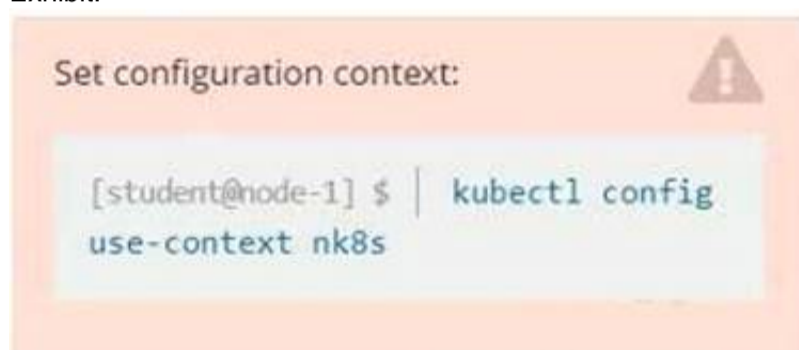 Set configuration context:
[student@node-1] $ | kubectl config
use-context nk8s